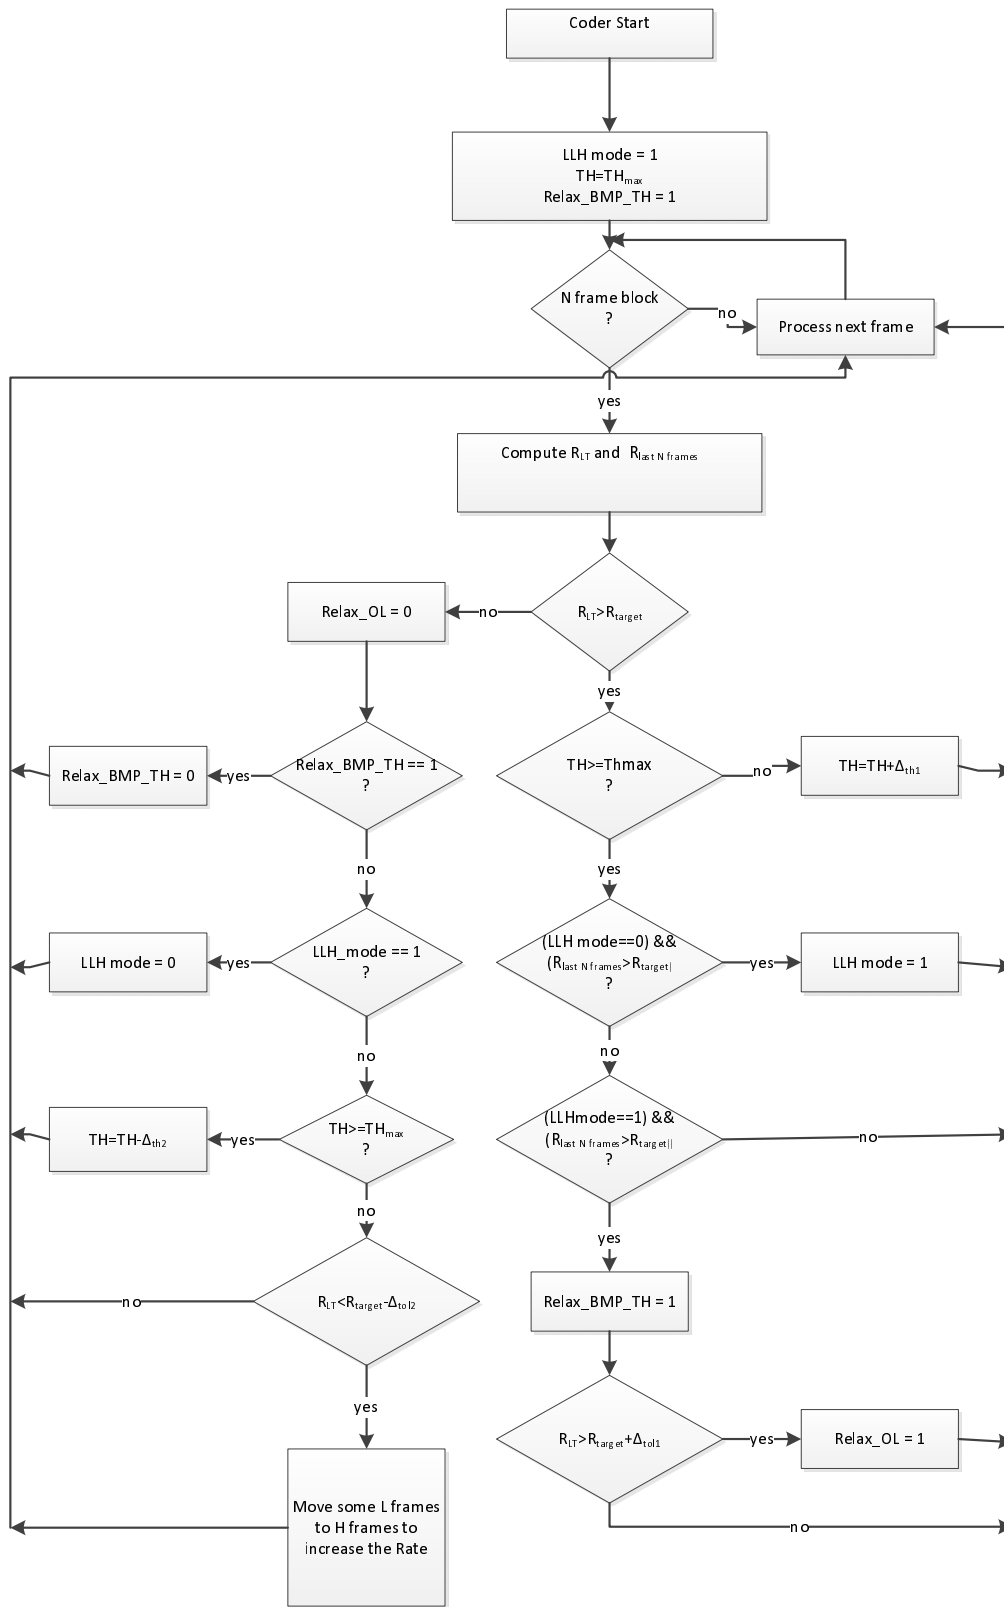 Coder Start
LLH mode = 1
TH=THmax
Relax_BMP_TH = 1
N frame block
?
no
Process next frame
yes
Compute RLT and Rlast N frames
Relax_OL = 0
no
RLT>Rtarget
yes
Relax_BMP_TH = 0
yes
Relax_BMP_TH == 1
?
TH>=Thmax
?
no
TH=TH+Δth1
no
yes
LLH mode = 0
yes
LLH_mode == 1
?
(LLH mode==0) &&
(Rlast N frames>Rtarget|
?
yes
LLH mode = 1
no
no
TH=TH-Δth2
yes
TH>=THmax
?
(LLHmode==1) &&
(Rlast N frames>Rtarget||
?
no
no
yes
no
RLT<Rtarget-Δtol2
Relax_BMP_TH = 1
yes
RLT>Rtarget+Δtol1
yes
Relax_OL = 1
Move some L frames
to H frames to
increase the Rate
no